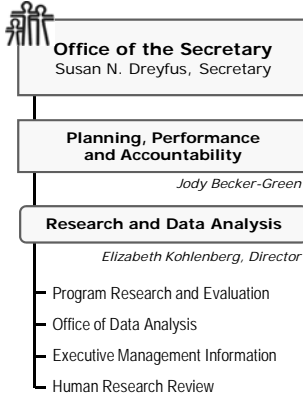 Office of the Secretary
Susan N. Dreyfus, Secretary
Planning, Performance
and Accountability
Jody Becker-Green
Research and Data Analysis
Elizabeth Kohlenberg, Director
Program Research and Evaluation
Office of Data Analysis
Executive Management Information
Human Research Review